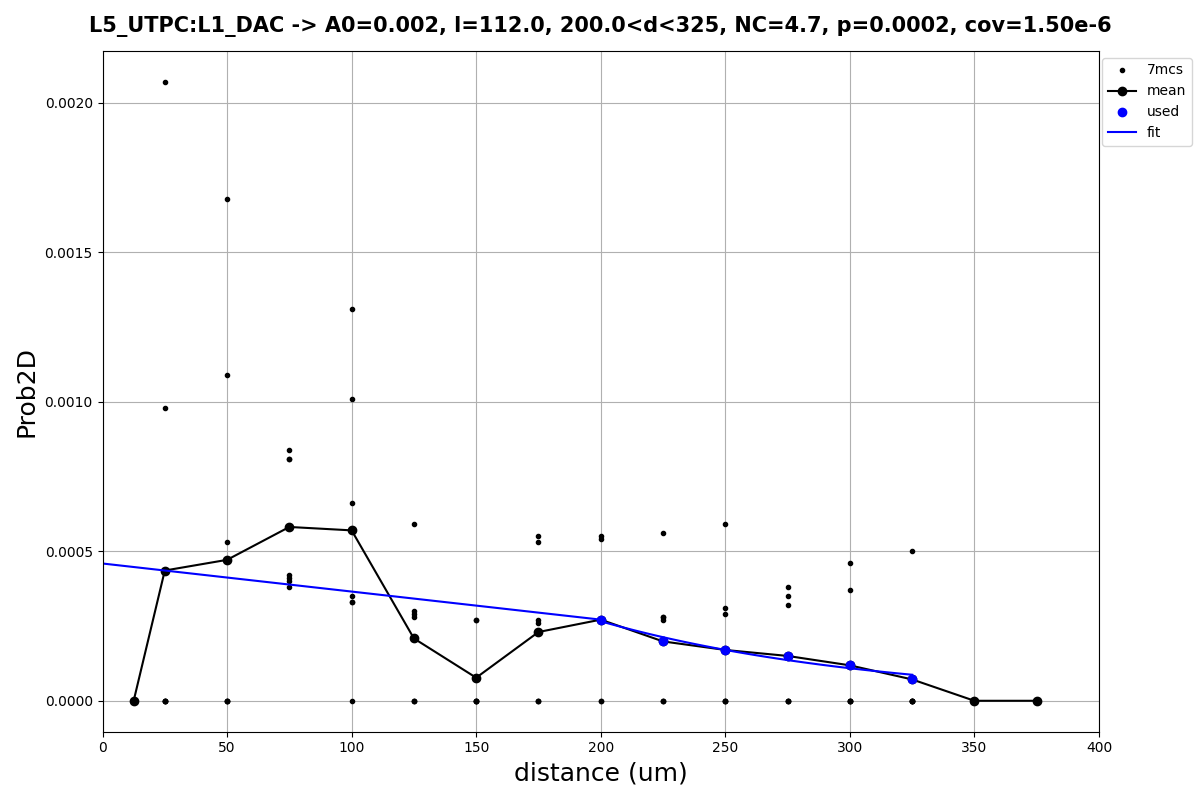 L5_UTPC:L1_DAC -> A0=0.002, l=112.0, 200.0<d<325, NC=4.7, p=0.0002, cov=1.50e-6
7mcs
mean
used
fit
Prob2D
0.0020
0.0015
0.0010
0.0005
0.0000
0 50 100 150 200 250 300 350 400
distance (um)